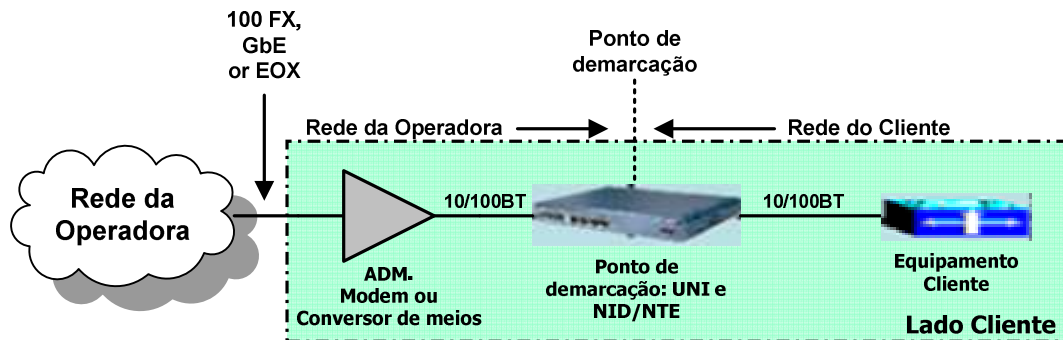 100 FX,
GbE
or EOX
Ponto de
demarcação
Rede da Operadora
Rede do Cliente
Rede da
Operadora
10/100BT
10/100BT
ADM.
Modem ou
Conversor de meios
Ponto de
demarcação: UNI e
NID/NTE
Equipamento
Cliente
Lado Cliente